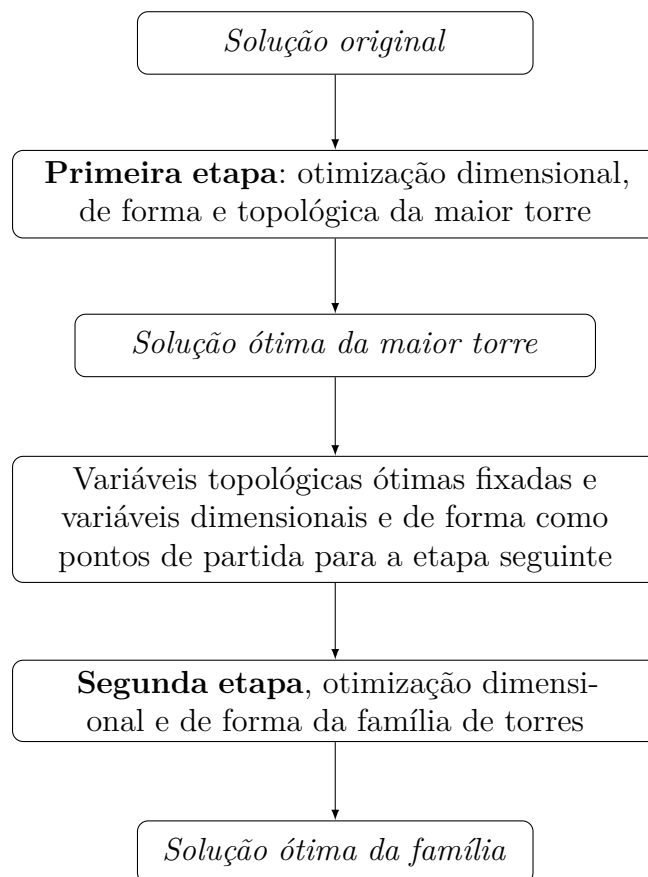 Solução original
Primeira etapa: otimização dimensional,
de forma e topológica da maior torre
Solução ótima da maior torre
Variáveis topológicas ótimas fixadas e
variáveis dimensionais e de forma como
pontos de partida para a etapa seguinte
Segunda etapa, otimização dimensi-
onal e de forma da família de torres
Solução ótima da família